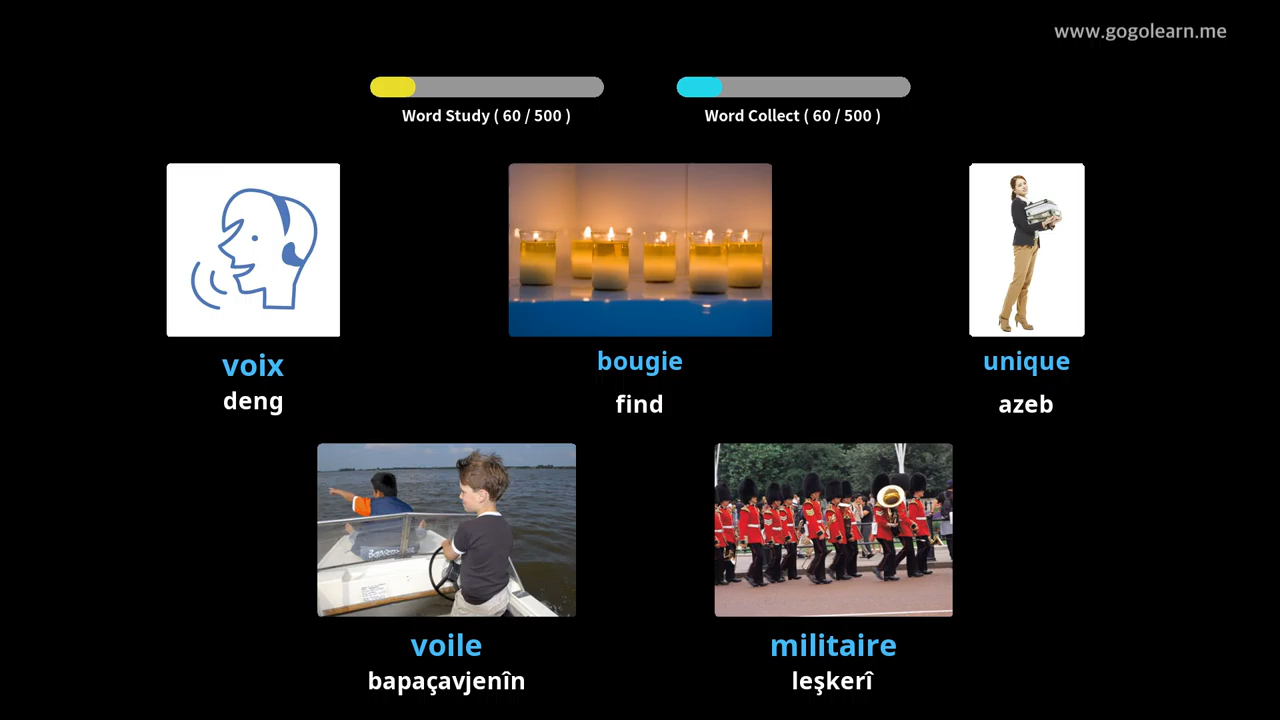 www.gogolearn.me
Word Study ( 60 / 500 )
Word Collect ( 60 / 500 )
voix
deng
bougie
find
unique
azeb
voile
bapaçavjenîn
militaire
leşkerî